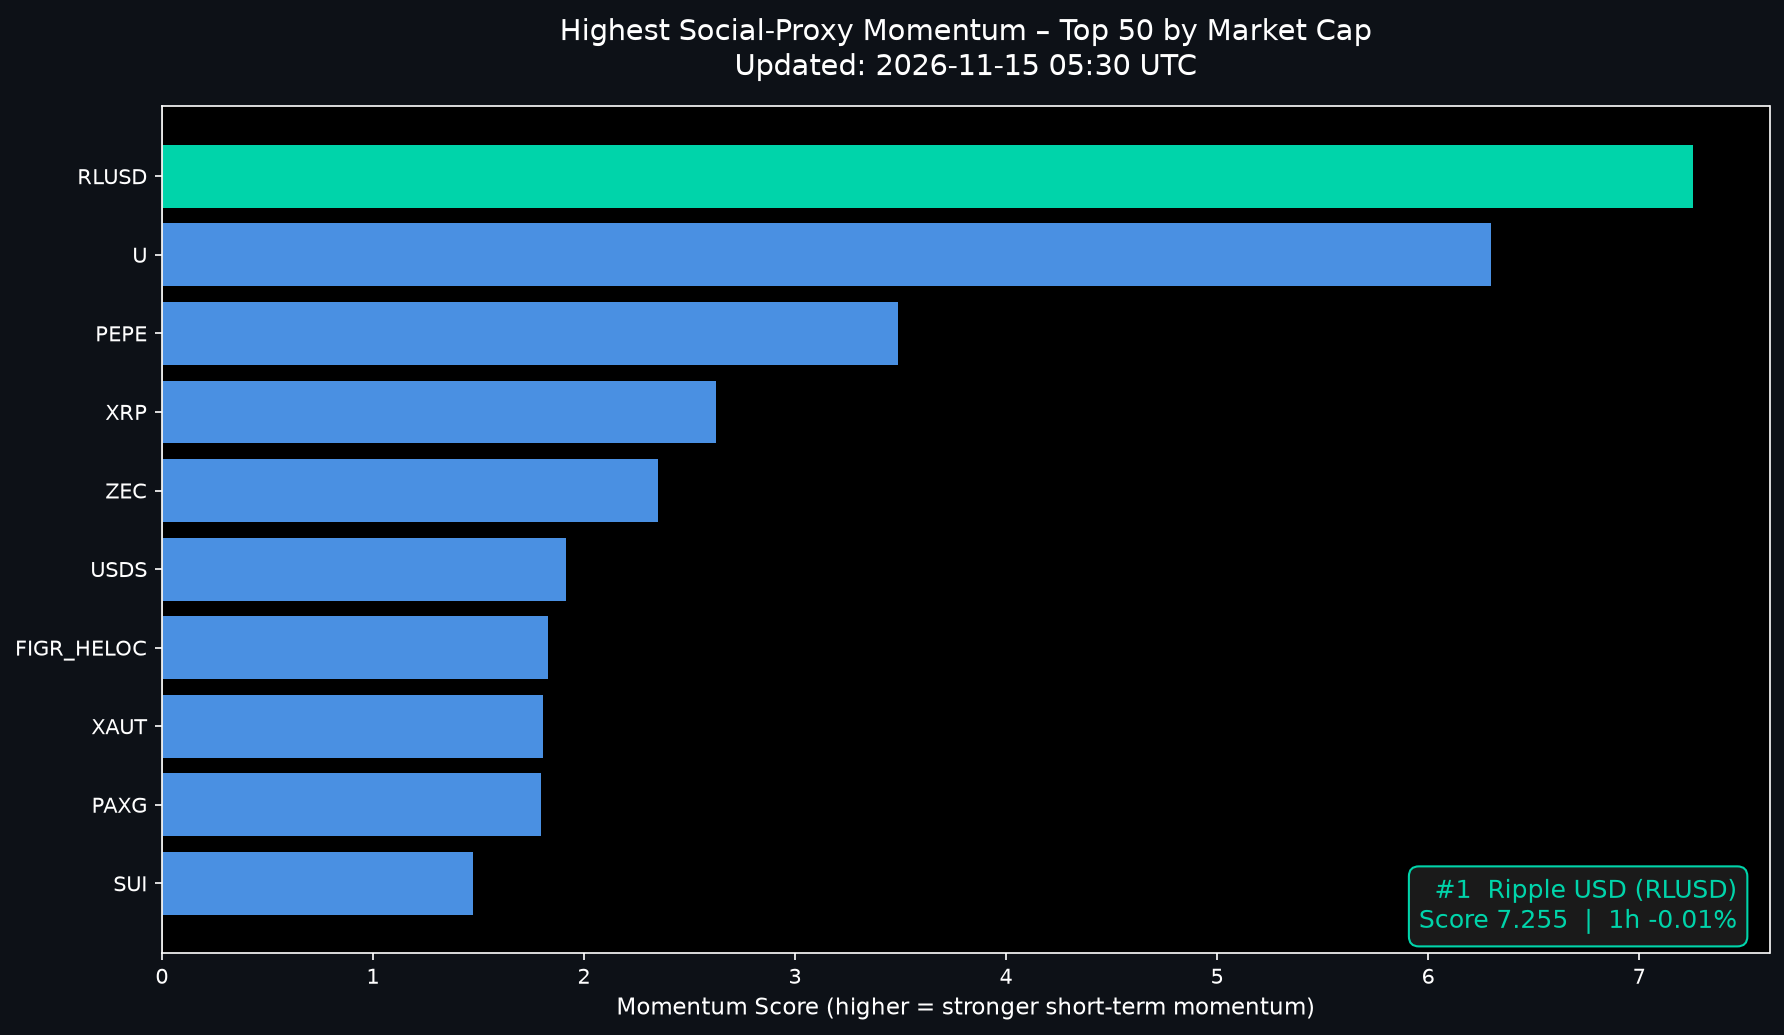 Highest Social-Proxy Momentum – Top 50 by Market Cap
Updated: 2026-11-15 05:30 UTC
RLUSD
U
PEPE
XRP
ZEC
USDS
FIGR_HELOC
XAUT
PAXG
SUI
#1  Ripple USD (RLUSD)
Score 7.255  |  1h -0.01%
0 1 2 3 4 5 6 7
Momentum Score (higher = stronger short-term momentum)